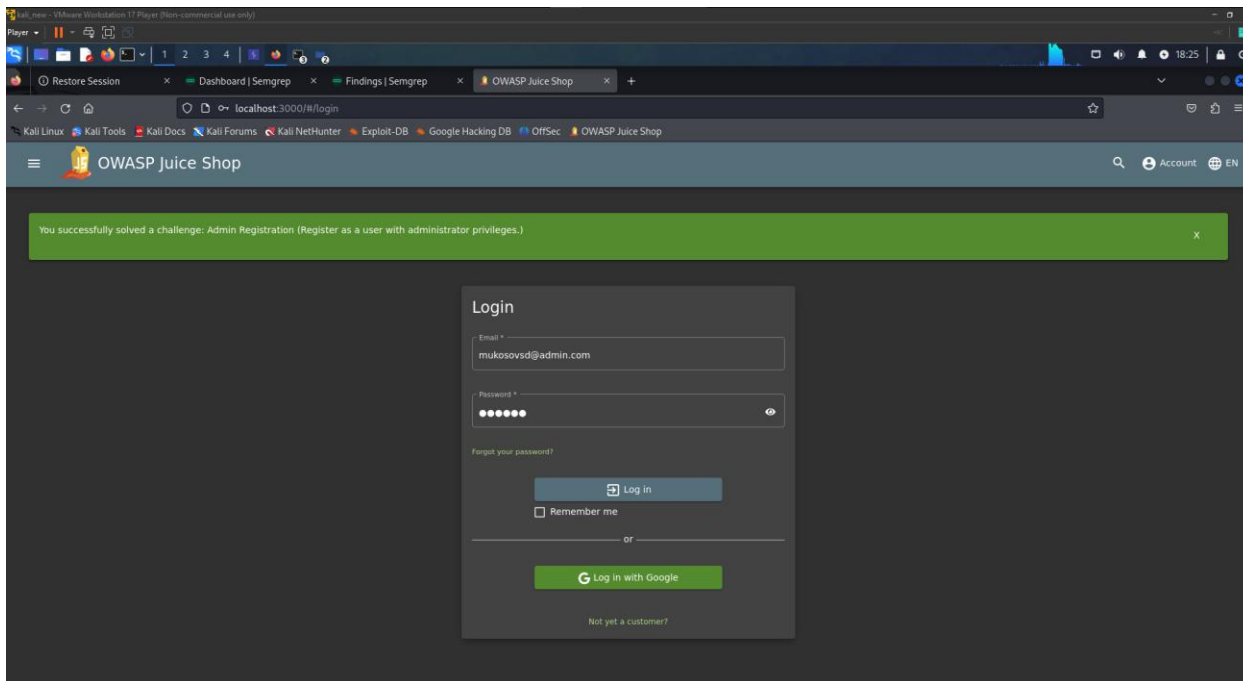 kali_new - VMware Workstation 17 Player (Non-commercial use only)
Player
1 2 3 4 18:25
Restore Session Dashboard | Semgrep Findings | Semgrep OWASP Juice Shop
localhost:3000/#/login
Kali Linux Kali Tools Kali Docs Kali Forums Kali NetHunter Exploit-DB Google Hacking DB OffSec OWASP Juice Shop
OWASP Juice Shop Account EN
You successfully solved a challenge: Admin Registration (Register as a user with administrator privileges.) X
Login
Email *
mukosovsd@admin.com
Password *
●●●●●●
Forgot your password?
Log in
Remember me
or
G Log in with Google
Not yet a customer?